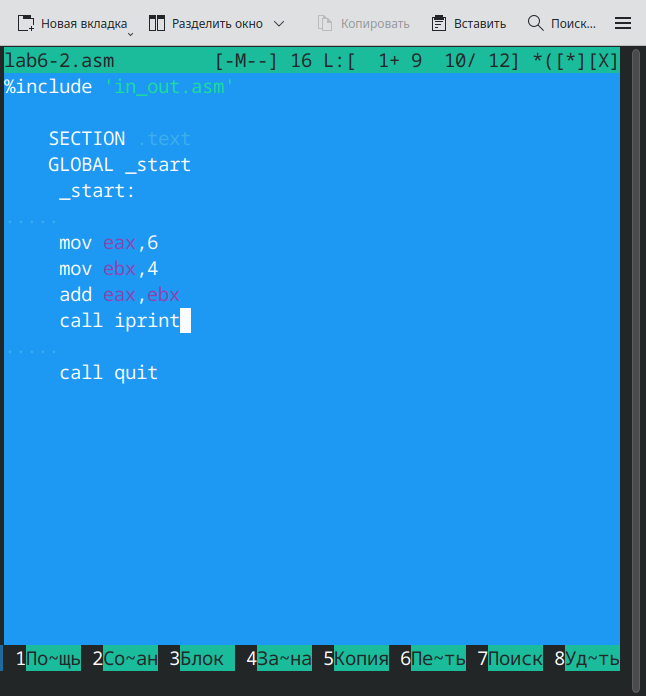 Новая вкладка Разделить окно Копировать Вставить Поиск...
lab6-2.asm [-M--] 16 L:[ 1+ 9 10/ 12] *([*][X]
%include 'in_out.asm'
SECTION .text
GLOBAL _start
_start:
.....
mov eax,6
mov ebx,4
add eax,ebx
call iprint
.....
call quit
1По~щь 2Со~ан 3Блок 4За~на 5Копия 6Пе~ть 7Поиск 8Уд~ть